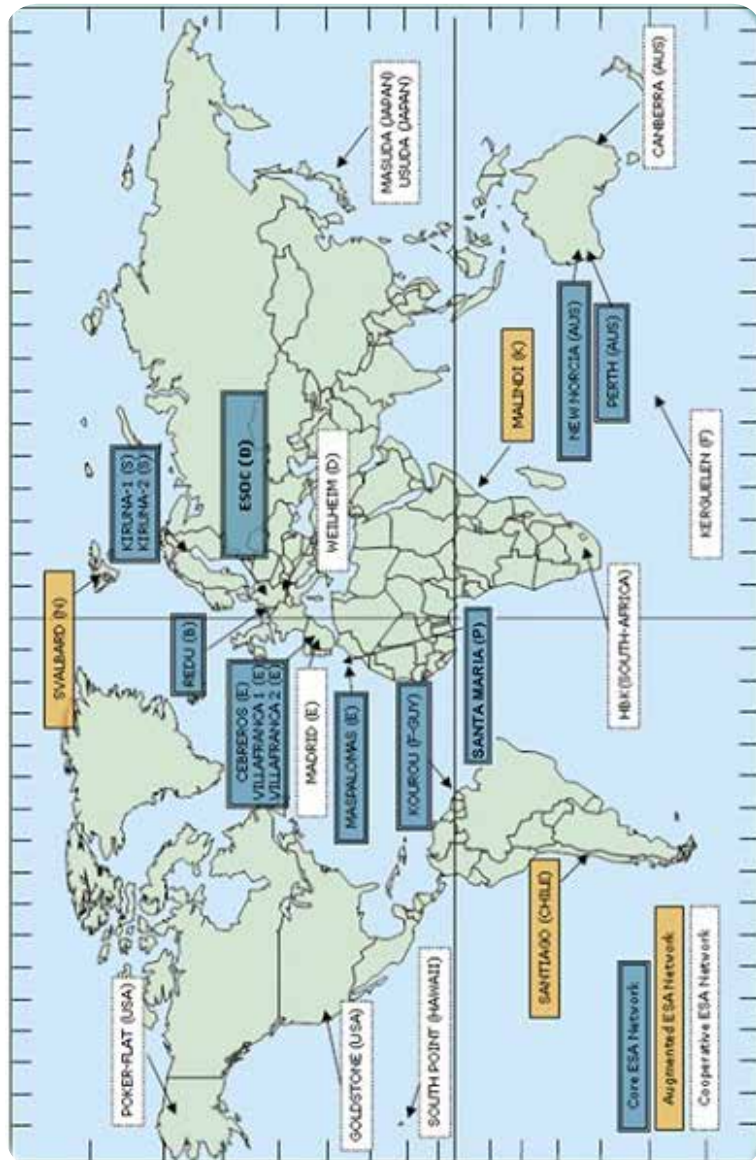 SVALBARD (N)
KIRUNA-1 (S)
KIRUNA-2 (S)
POKER-FLAT (USA)
REDU (B)
ESOC (D)
CEBREROS (E)
VILLAFRANCA 1 (E)
VILLAFRANCA 2 (E)
WEILHEIM (D)
MASUDA (JAPAN)
USUDA (JAPAN)
GOLDSTONE (USA)
MADRID (E)
MASPALOMAS (E)
SOUTH POINT (HAWAII)
KOUROU (F-GUY)
SANTA MARIA (P)
MALINDI (K)
SANTIAGO (CHILE)
NEW NORCIA (AUS)
PERTH (AUS)
CANBERRA (AUS)
HBK(SOUTH-AFRICA)
KERGUELEN (F)
Core ESA Network
Augmented ESA Network
Cooperative ESA Network